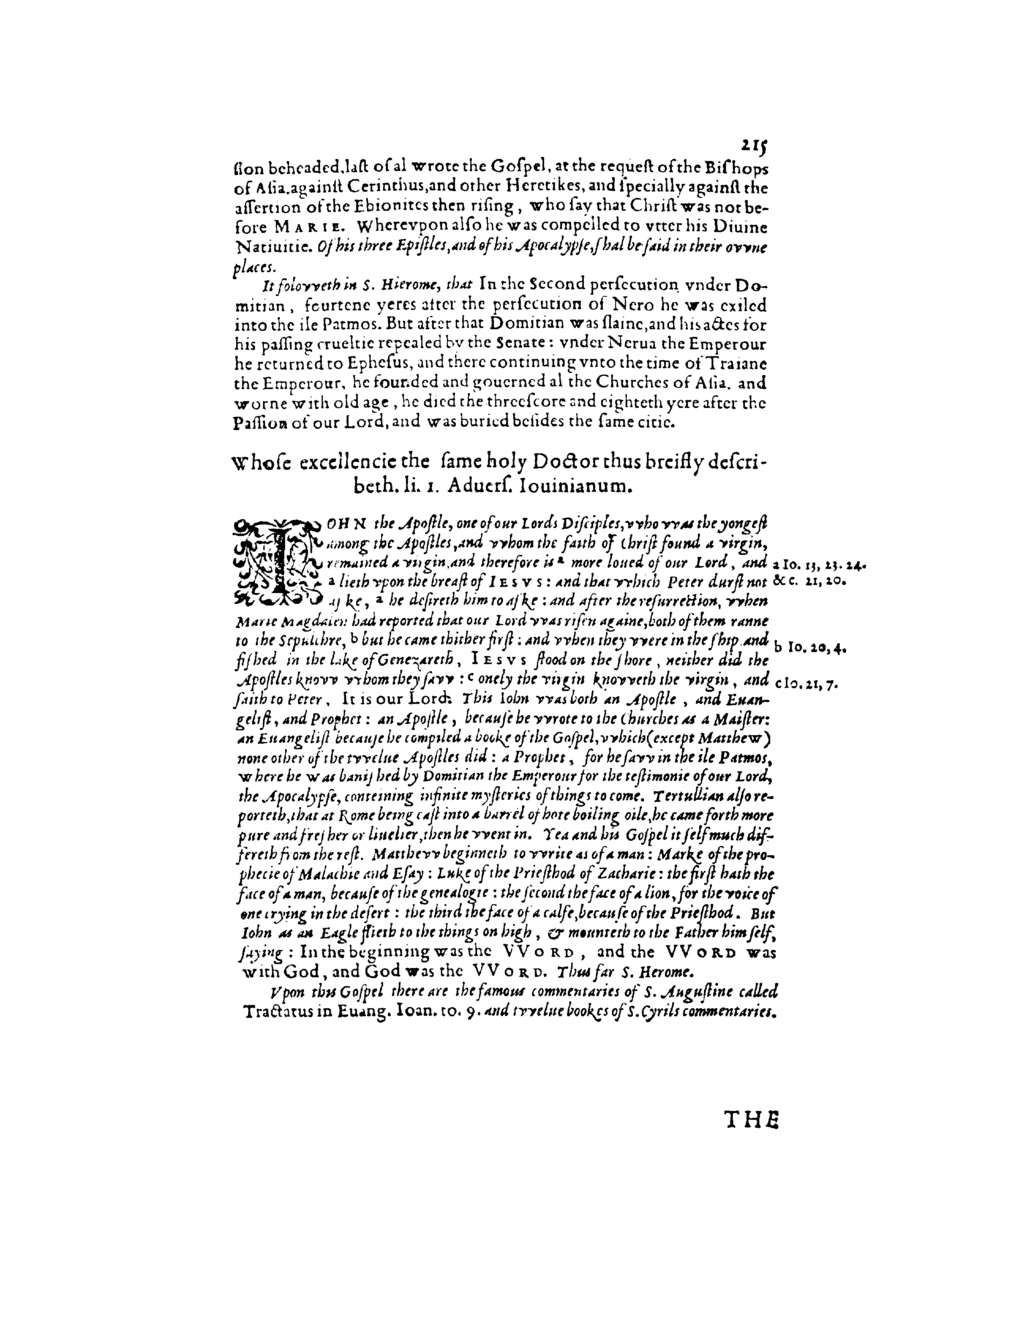 215
sion beheaded, last of al wrote the Gospel, at the request of the Bishops
of Asia, against Cerinthus, and other Heretikes, and specially against the
assertion of the Ebionites then rising, who say that Christ was not be-
fore MARIE. Wherevpon also he was compelled to vtter his Diuine
Natiuitie. Of his three Epistles, and of his Apocalypse, shal be said in their ovvne
places.
It folovveth in S. Hierome, that In the Second persecution vnder Do-
mitian, fourtene yeres after the persecution of Nero he was exiled
into the ile Patmos. But after that Domitian was slaine, and his actes for
his passing crueltie repealed by the Senate: vnder Nerua the Emperour
he returned to Ephesus, and there continuing vnto the time of Traiane
the Emperour, he founded and gouerned al the Churches of Asia. and
worne with old age, he died the threescore and eighteth yere after the
Passion of our Lord, and was buried besides the same citie.
Whose excellencie the same holy Doctor thus breifly descri-
beth. li. 1. Aduers. Iouinianum.
IOHN the Apostle, one of our Lords Disciples, vvho vvas the yongest
among the Apostles, and vvhom the faith of Christ found a virgin,
remained a virgin, and therefore is a more loued of our Lord, and
a lieth vpon the breast of IESVS: and that vvhich Peter durst not
aske, a he desireth him to aske: and after the resurrection, vvhen
Marie Magdalen had reported that our Lord vvas risen againe, both of them ranne
to the Sepulchre, b but he came thither first: and vvhen they vvere in the ship and
fished in the lake of Genezareth, IESVS stood on the shore, neither did the
Apostles knovv vvhom they savv: c onely the virgin knovveth the virgin, and
saith to Peter, It is our Lord. This Iohn vvas both an Apostle, and Euan-
gelist, and Prophet: an Apostle, because he vvrote to the Churches as a Maister:
an Euangelist because he compiled a booke of the Gospel, vvhich (except Matthew)
none other of the tvvelue Apostles did: a Prophet, for he savv in the ile Patmos,
where he was banished by Domitian the Emperour for the testimonie of our Lord,
the Apocalypse, conteining infinite mysteries of things to come. Tertullian also re-
porteth, that at Rome being cast into a barrel of hote boiling oile, he came forth more
pure and fresher or liuelier, then he vvent in. Yea and his Gospel it self much dif-
fereth from the rest. Matthevv beginneth to vvrite as of a man: Marke of the pro-
phecie of Malachie and Esay: Luke of the Priesthod of Zacharie: the first hath the
face of a man, because of the genealogie: the second the face of a lion, for the voice of
one crying in the desert: the third the face of a calfe, because of the Priesthod. But
Iohn as an Eagle flieth to the things on high, & mounteth to the Father him self,
saying: In the beginning was the VVORD, and the VVORD was
with God, and God was the VVORD. Thus far S. Herome.
Vpon this Gospel there are the famous commentaries of S. Augustine called
Tractatus in Euang. Ioan. to. 9. and tvvelue bookes of S. Cyrils commentaries.
a Io. 13, 23. 24.
&c. 21, 20.
b Io. 20, 4.
c Io. 21, 7.
THE